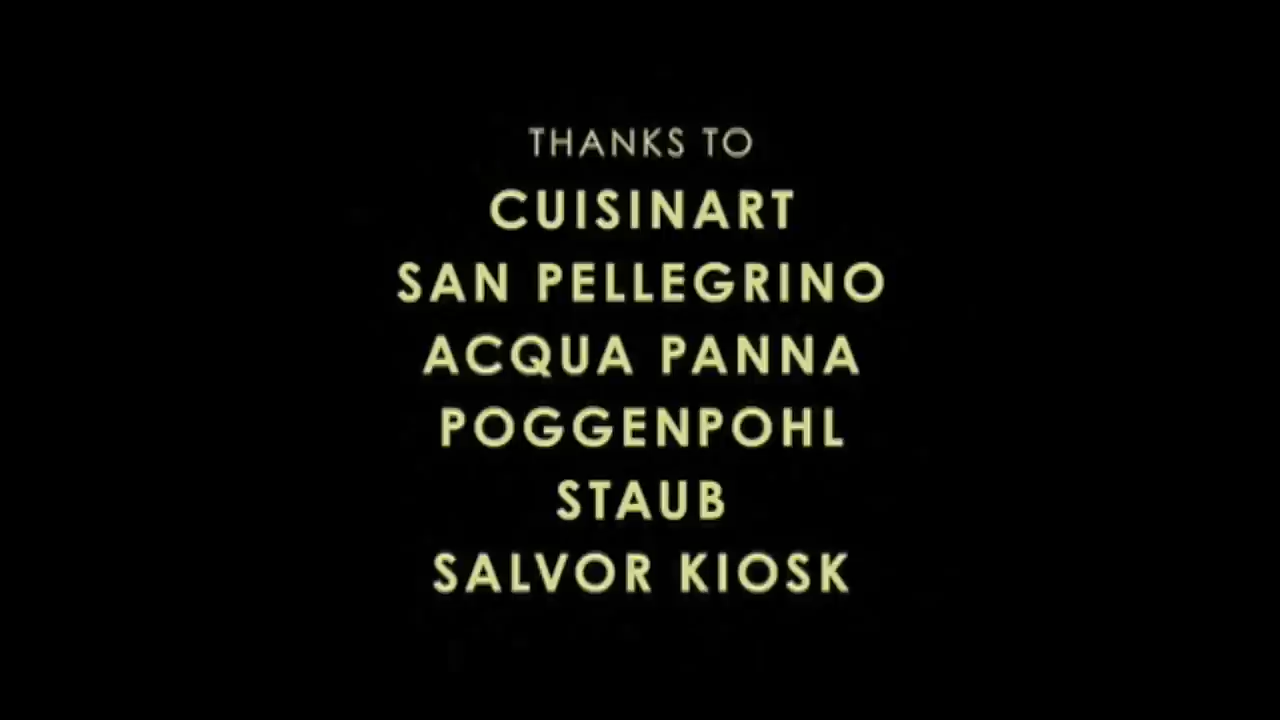 THANKS TO
CUISINART
SAN PELLEGRINO
ACQUA PANNA
POGGENPOHL
STAUB
SALVOR KIOSK